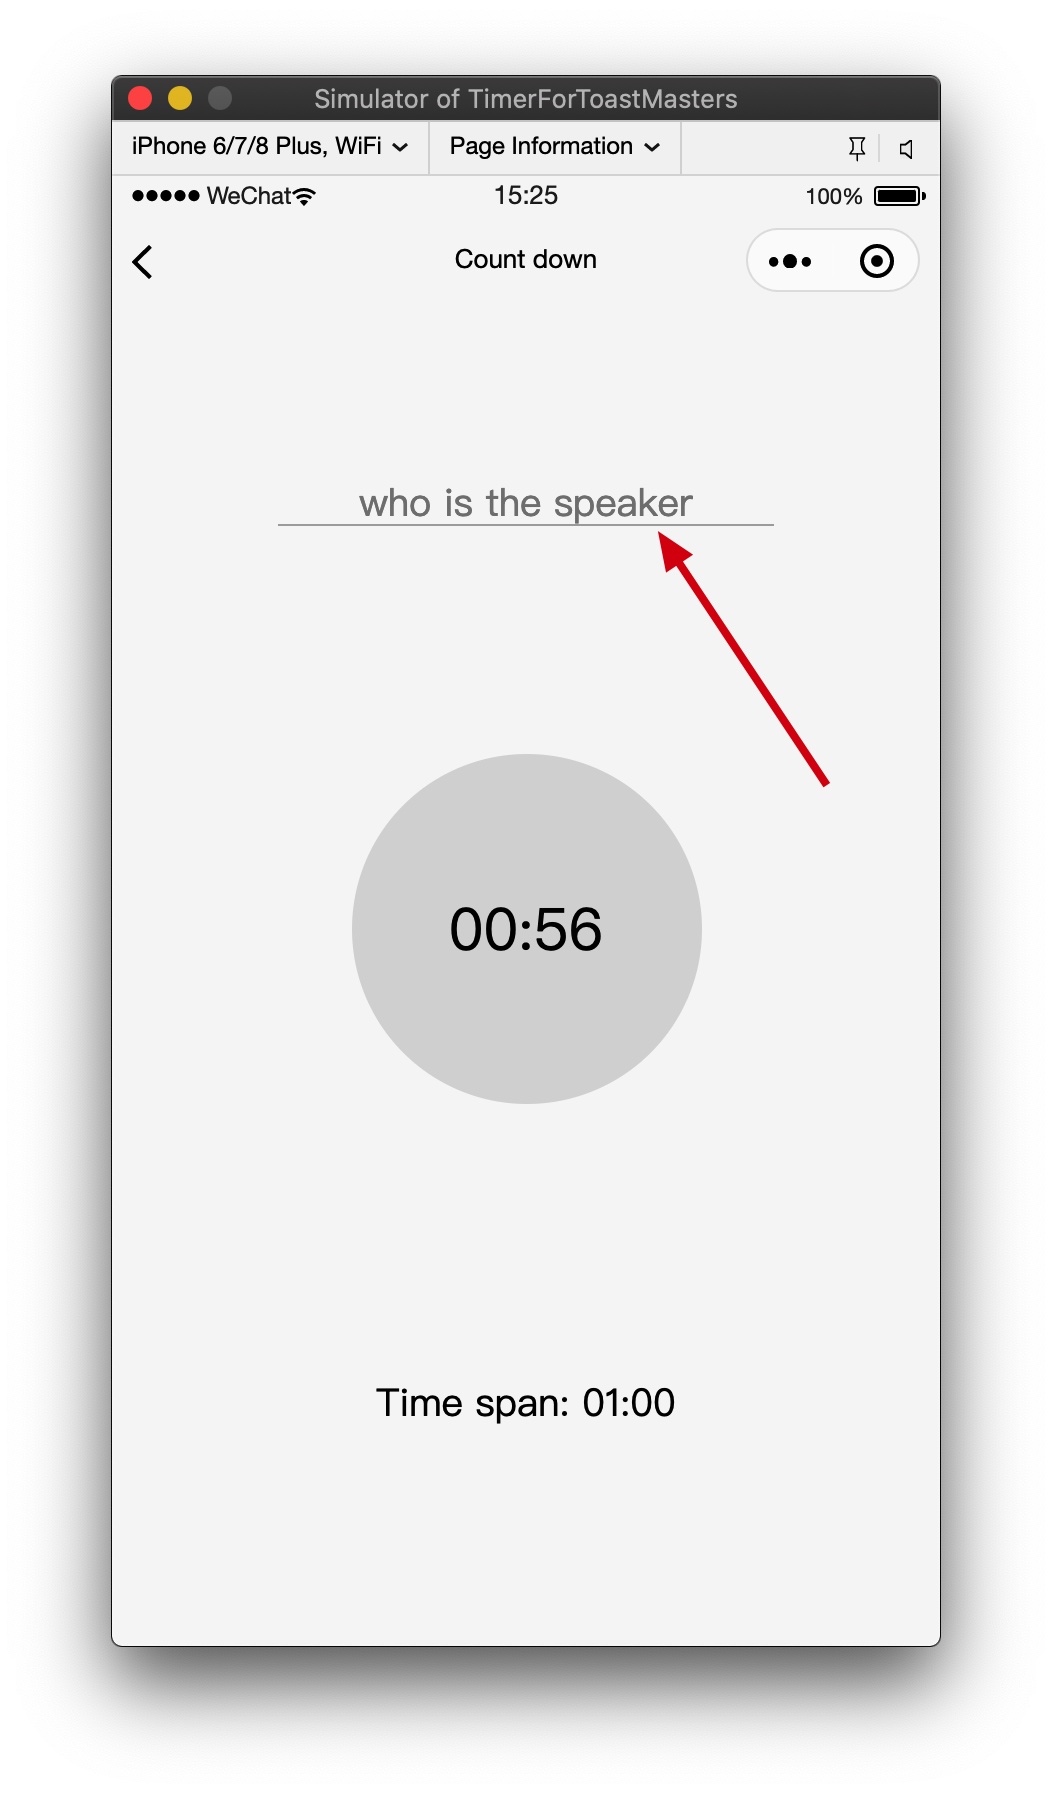 Simulator of TimerForToastMasters
iPhone 6/7/8 Plus, WiFi Page Information
WeChat 15:25 100%
Count down
who is the speaker
00:56
Time span: 01:00